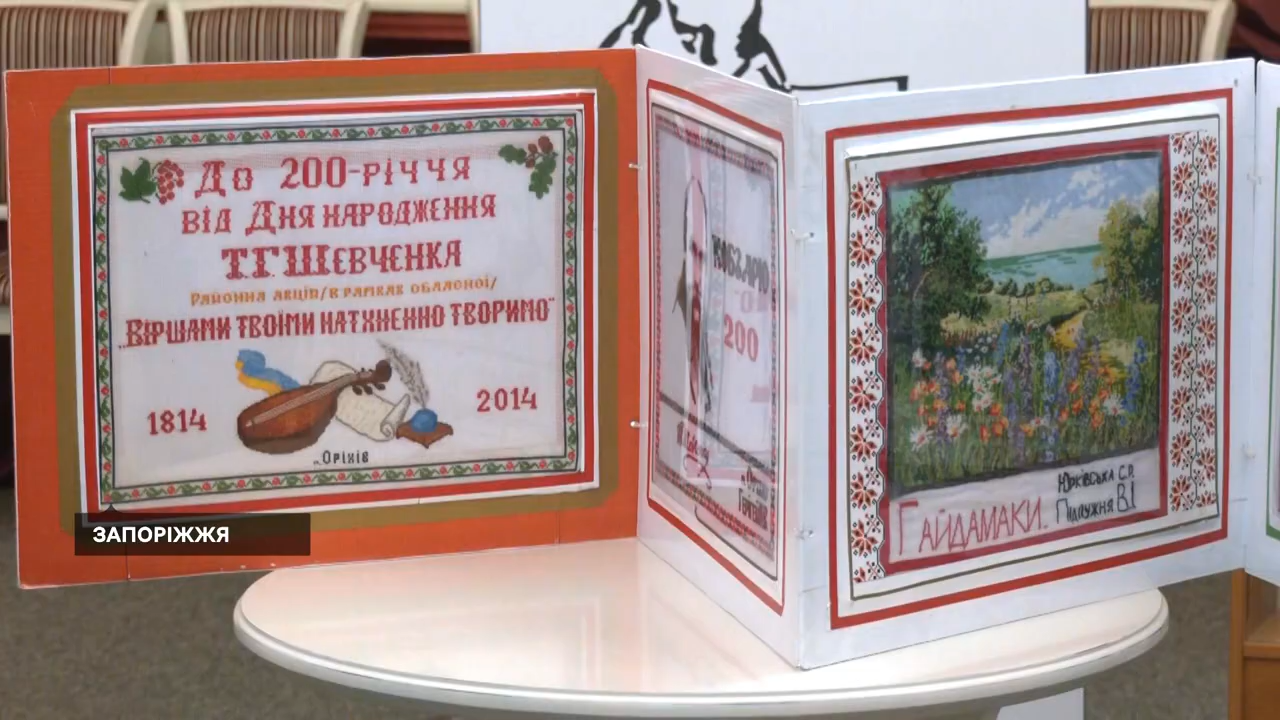 До 200-річчя
від Дня народження
Т.Г. Шевченка
Районна акція /в рамках обласної/
„Віршами твоїми натхненно творимо"
1814
2014
„Оріхів
КОБЗАРЮ
200
Гайдамаки.
Юрківська С.Р.
Підлужня В І
ЗАПОРІЖЖЯ